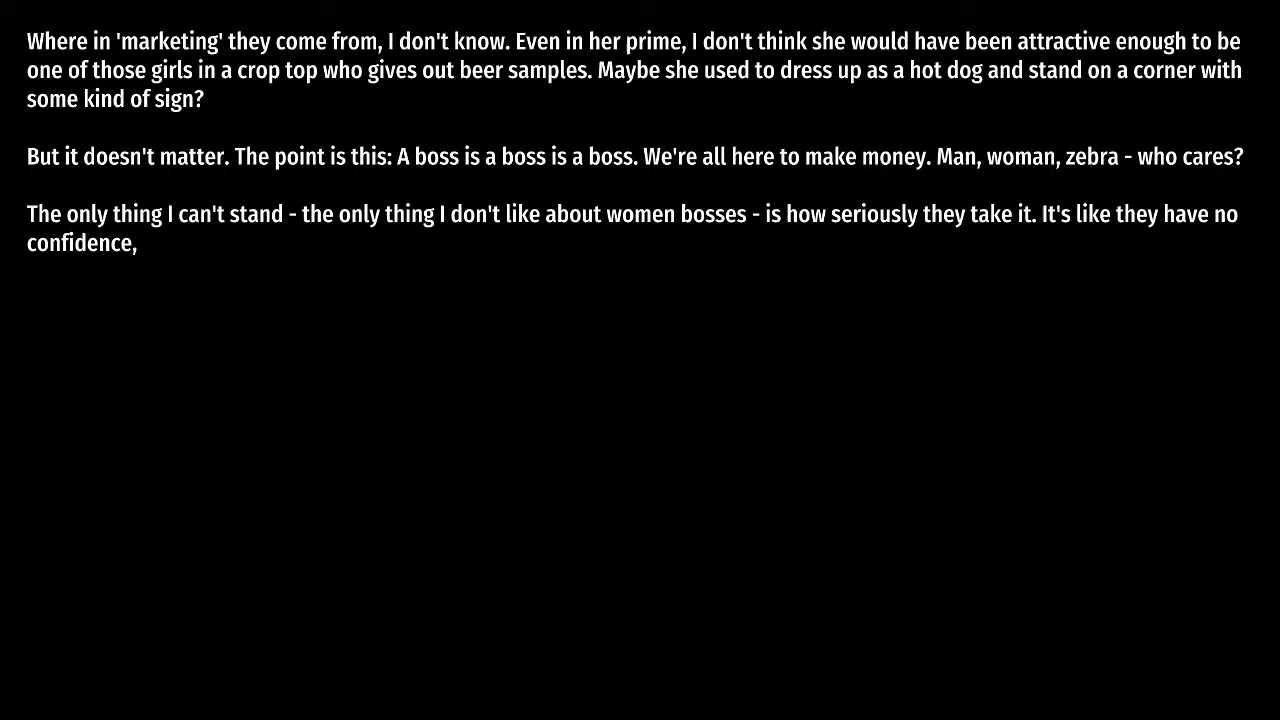 Where in 'marketing' they come from, I don't know. Even in her prime, I don't think she would have been attractive enough to be
one of those girls in a crop top who gives out beer samples. Maybe she used to dress up as a hot dog and stand on a corner with
some kind of sign?
But it doesn't matter. The point is this: A boss is a boss is a boss. We're all here to make money. Man, woman, zebra - who cares?
The only thing I can't stand - the only thing I don't like about women bosses - is how seriously they take it. It's like they have no
confidence,